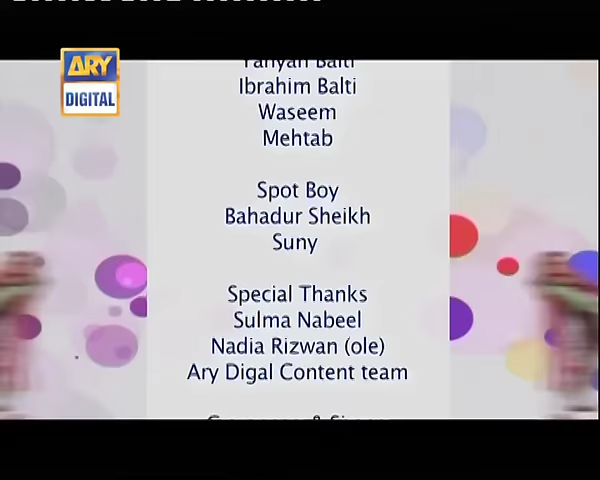 ARY
DIGITAL
Balti
Ibrahim Balti
Waseem
Mehtab
Spot Boy
Bahadur Sheikh
Suny
Special Thanks
Sulma Nabeel
Nadia Rizwan (ole)
Ary Digal Content team